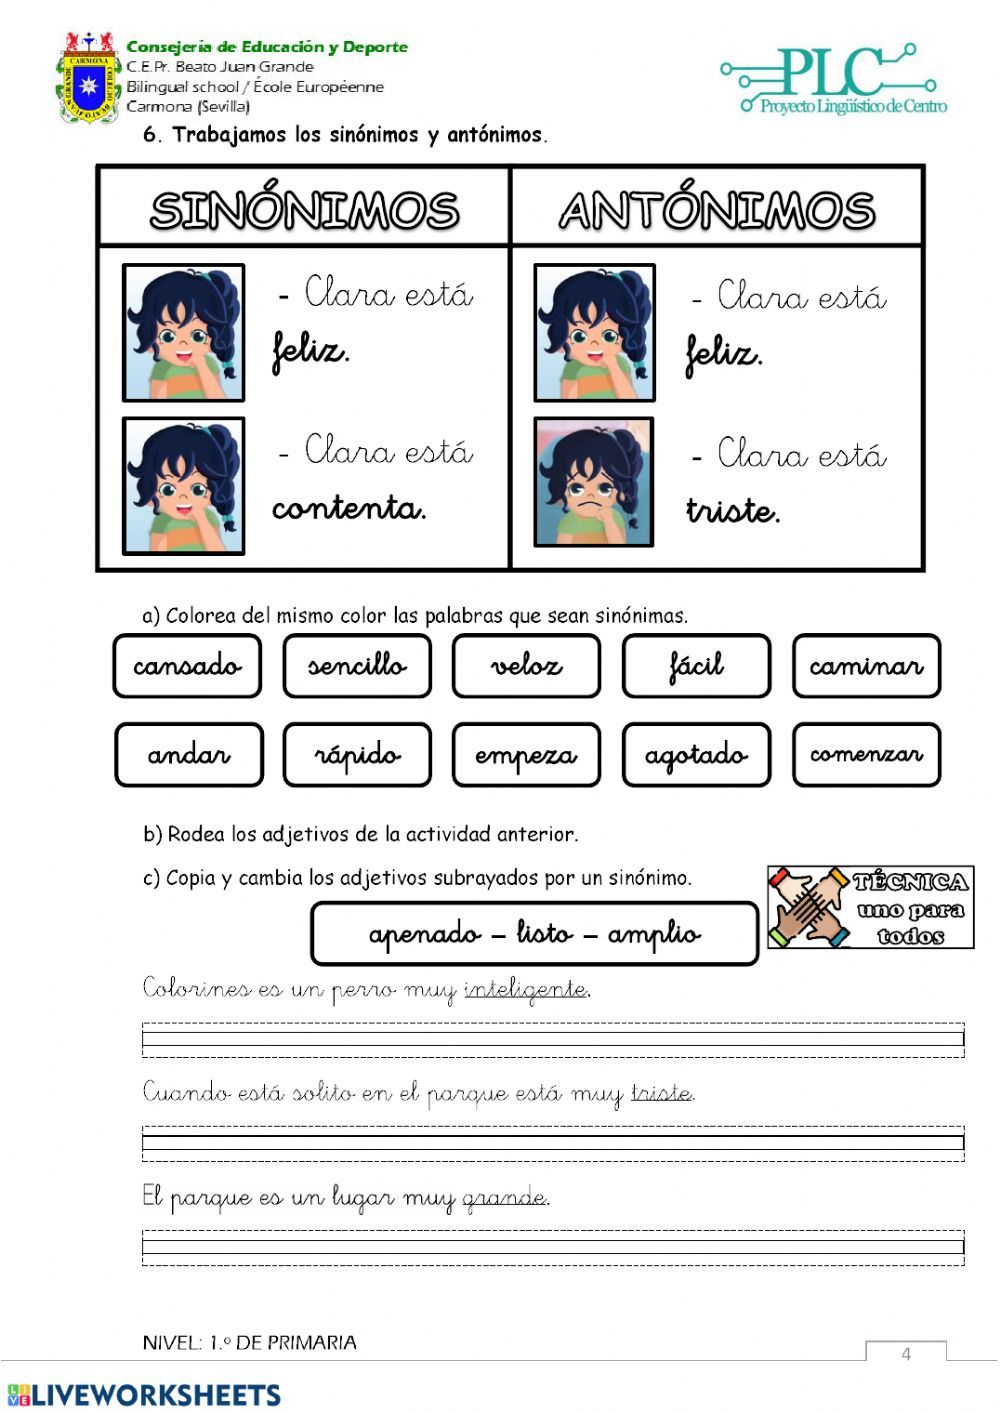 Consejería de Educación y Deporte
C.E.Pr. Beato Juan Grande
Bilingual school / École Européenne
Carmona (Sevilla)
PLC
Proyecto Lingüístico de Centro
6. Trabajamos los sinónimos y antónimos.
SINÓNIMOS
ANTÓNIMOS
- Clara está
feliz.
- Clara está
contenta.
- Clara está
feliz.
- Clara está
triste.
a) Colorea del mismo color las palabras que sean sinónimas.
cansado sencillo veloz fácil caminar
andar rápido empeza agotado comenzar
b) Rodea los adjetivos de la actividad anterior.
c) Copia y cambia los adjetivos subrayados por un sinónimo.
TÉCNICA
uno para
todos
apenado – listo – amplio
Colorines es un perro muy inteligente.
Cuando está solito en el parque está muy triste.
El parque es un lugar muy grande.
NIVEL: 1.º DE PRIMARIA
4
LIVEWORKSHEETS